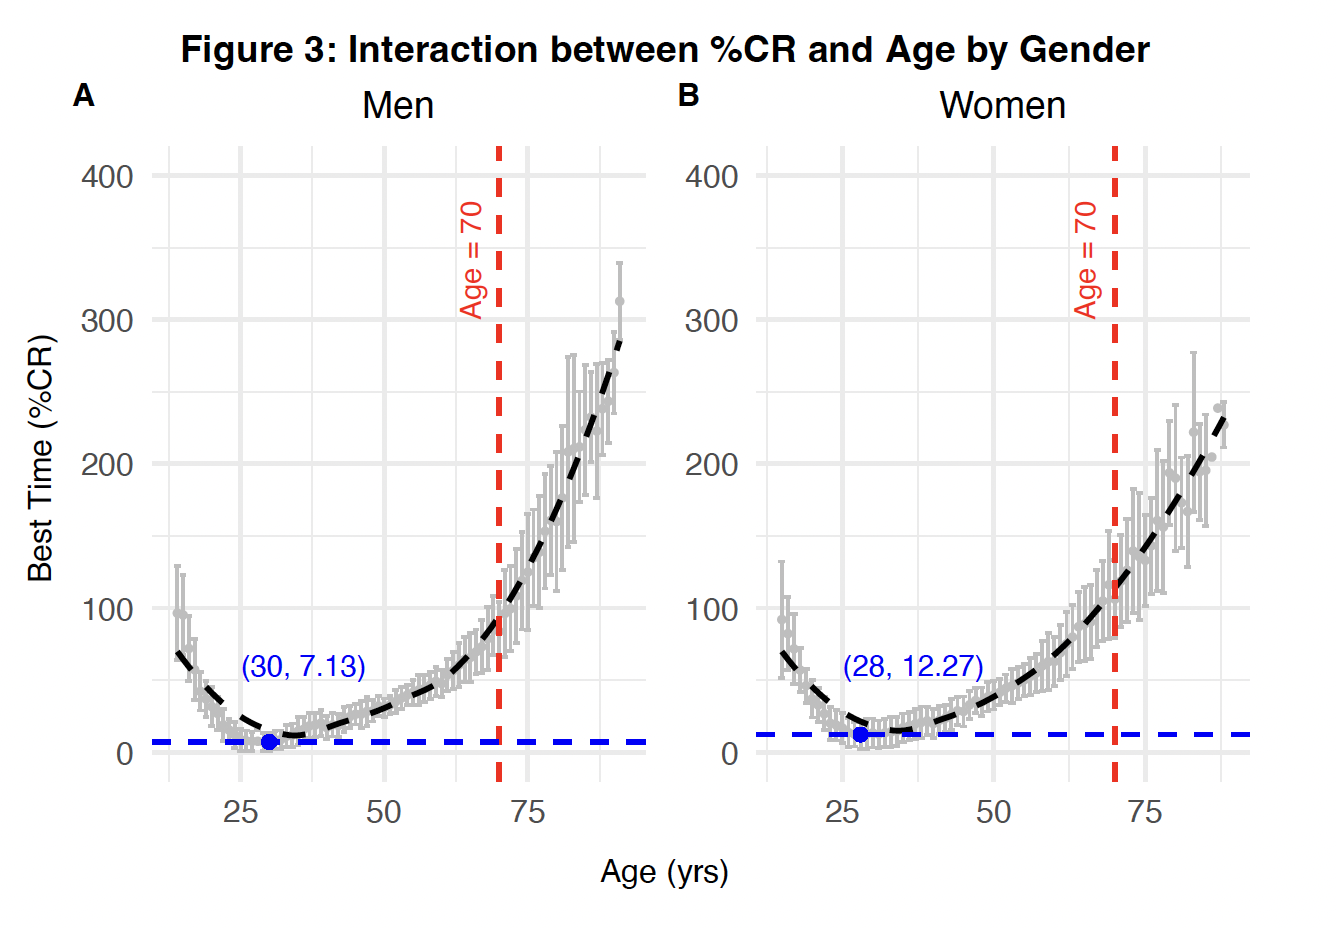 Figure 3: Interaction between %CR and Age by Gender
A
Men
B
Women
Best Time (%CR)
400
300
200
100
0
Age = 70
(30, 7.13)
25
50
75
400
300
200
100
0
Age = 70
(28, 12.27)
25
50
75
Age (yrs)